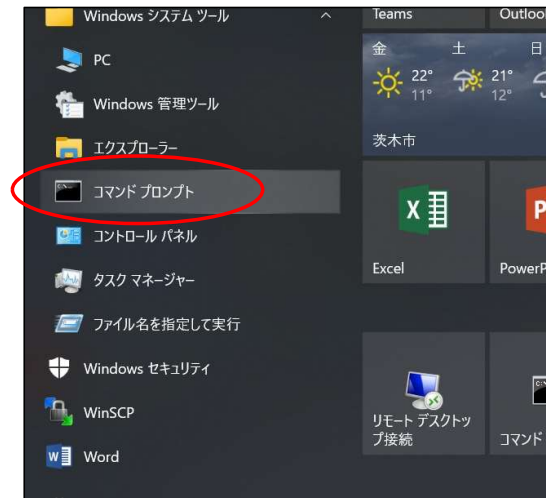 Windows システム ツール
PC
Windows 管理ツール
エクスプローラー
コマンド プロンプト
コントロール パネル
タスク マネージャー
ファイル名を指定して実行
Windows セキュリティ
WinSCP
Word
Teams
Outloo
金 土 日
22° 21°
11° 12°
茨木市
Excel
PowerP
リモート デスクトッ
プ接続
コマンド